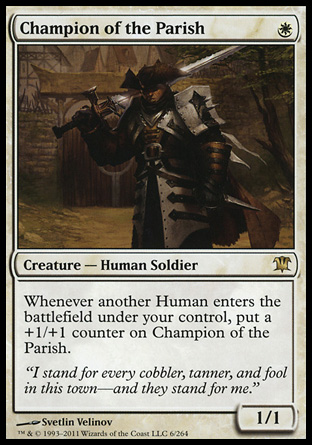 Champion of the Parish
Creature — Human Soldier
Whenever another Human enters the
battlefield under your control, put a
+1/+1 counter on Champion of the
Parish.
“I stand for every cobbler, tanner, and fool
in this town—and they stand for me.”
Svetlin Velinov
™ & © 1993–2011 Wizards of the Coast LLC 6/264
1/1